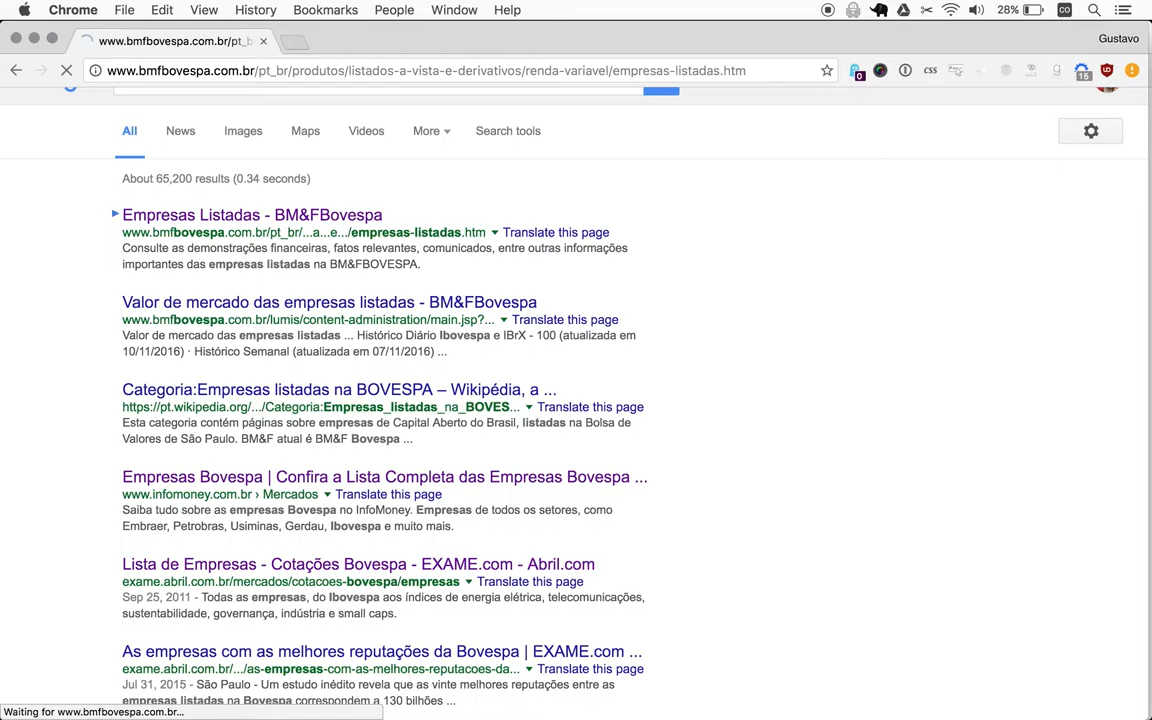 Chrome File Edit View History Bookmarks People Window Help 28% CO
www.bmfbovespa.com.br/pt_b × Gustavo
www.bmfbovespa.com.br/pt_br/produtos/listados-a-vista-e-derivativos/renda-variavel/empresas-listadas.htm 0 CSS g 15
All News Images Maps Videos More Search tools
About 65,200 results (0.34 seconds)
Empresas Listadas - BM&FBovespa
www.bmfbovespa.com.br/pt_br/...a...e.../empresas-listadas.htm Translate this page
Consulte as demonstrações financeiras, fatos relevantes, comunicados, entre outras informações
importantes das empresas listadas na BM&FBOVESPA.
Valor de mercado das empresas listadas - BM&FBovespa
www.bmfbovespa.com.br/lumis/content-administration/main.jsp?... Translate this page
Valor de mercado das empresas listadas ... Histórico Diário Ibovespa e IBrX - 100 (atualizada em
10/11/2016) · Histórico Semanal (atualizada em 07/11/2016) ...
Categoria:Empresas listadas na BOVESPA – Wikipédia, a ...
https://pt.wikipedia.org/.../Categoria:Empresas_listadas_na_BOVES... Translate this page
Esta categoria contém páginas sobre empresas de Capital Aberto do Brasil, listadas na Bolsa de
Valores de São Paulo. BM&F atual é BM&F Bovespa ...
Empresas Bovespa | Confira a Lista Completa das Empresas Bovespa ...
www.infomoney.com.br › Mercados Translate this page
Saiba tudo sobre as empresas Bovespa no InfoMoney. Empresas de todos os setores, como
Embraer, Petrobras, Usiminas, Gerdau, Ibovespa e muito mais.
Lista de Empresas - Cotações Bovespa - EXAME.com - Abril.com
exame.abril.com.br/mercados/cotacoes-bovespa/empresas Translate this page
Sep 25, 2011 - Todas as empresas, do Ibovespa aos índices de energia elétrica, telecomunicações,
sustentabilidade, governança, indústria e small caps.
As empresas com as melhores reputações da Bovespa | EXAME.com ...
exame.abril.com.br/.../as-empresas-com-as-melhores-reputacoes-da... Translate this page
Jul 31, 2015 - São Paulo - Um estudo inédito revela que as vinte melhores reputações entre as
empresas listadas na Bovespa correspondem a 130 bilhões ...
Waiting for www.bmfbovespa.com.br...